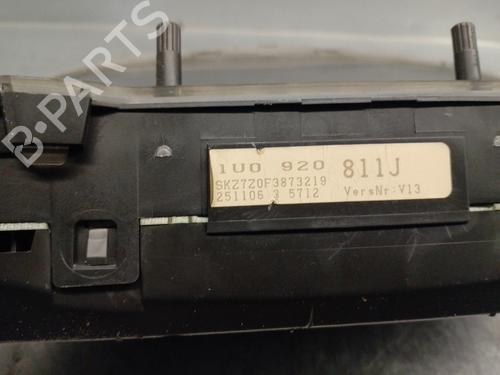 B-PARTS
1U0 920 811J
SKZ7Z0F3873219
251106 3 5712 VersNr:V13